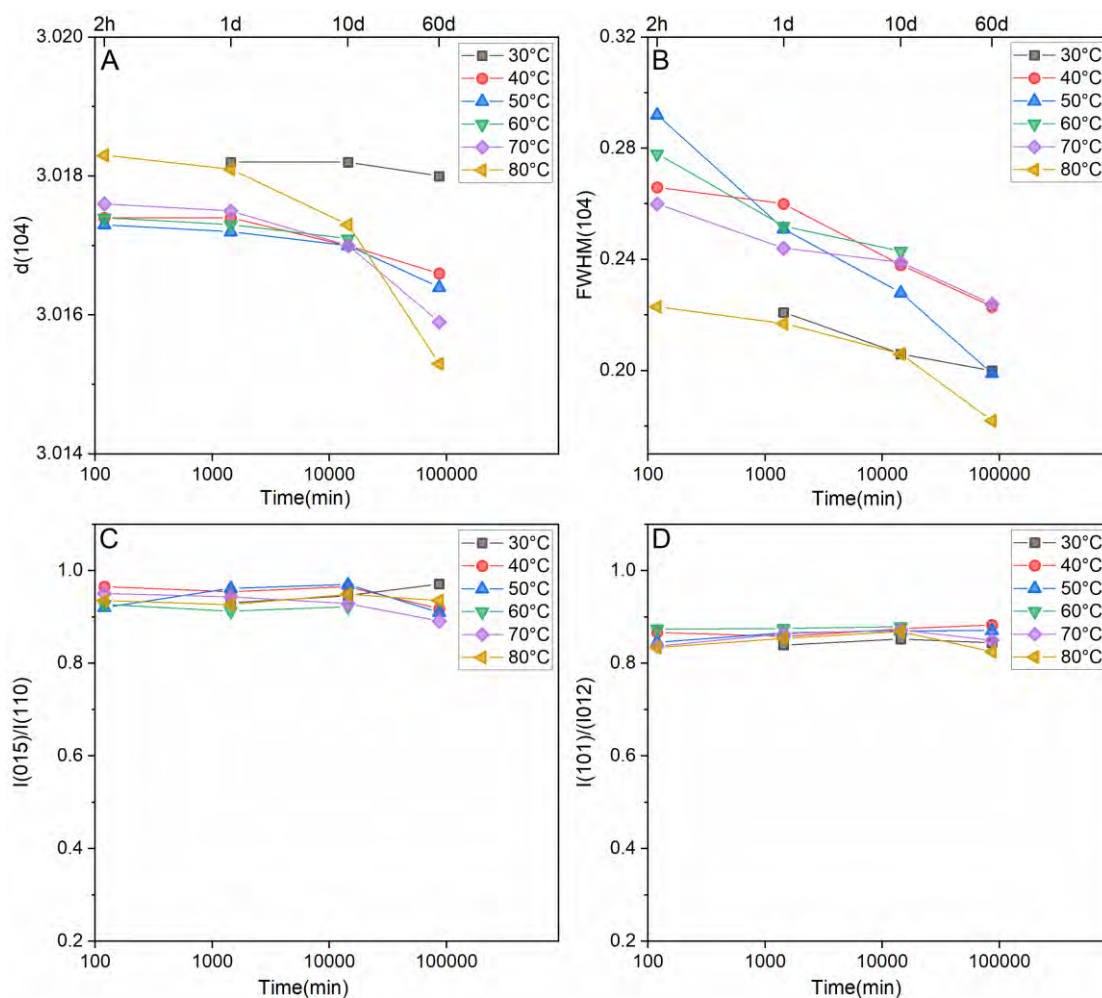 2h 1d 10d 60d
3.020
3.018
3.016
3.014
d(104)
A
30°C
40°C
50°C
60°C
70°C
80°C
100 1000 10000 100000
Time(min)
2h 1d 10d 60d
0.32
0.28
0.24
0.20
FWHM(104)
B
30°C
40°C
50°C
60°C
70°C
80°C
100 1000 10000 100000
Time(min)
C
1.0
0.8
0.6
0.4
0.2
I(015)/I(110)
30°C
40°C
50°C
60°C
70°C
80°C
100 1000 10000 100000
Time(min)
D
1.0
0.8
0.6
0.4
0.2
I(101)/(I012)
30°C
40°C
50°C
60°C
70°C
80°C
100 1000 10000 100000
Time(min)